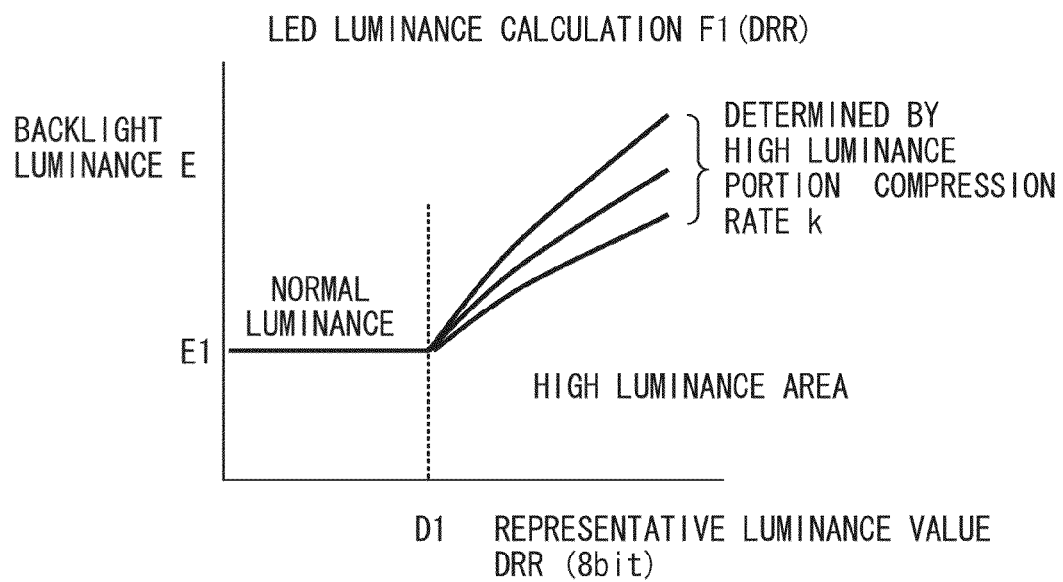 LED LUMINANCE CALCULATION F1(DRR)
BACKLIGHT
LUMINANCE E
DETERMINED BY
HIGH LUMINANCE
PORTION COMPRESSION
RATE k
NORMAL
LUMINANCE
E1
HIGH LUMINANCE AREA
D1 REPRESENTATIVE LUMINANCE VALUE
DRR (8bit)